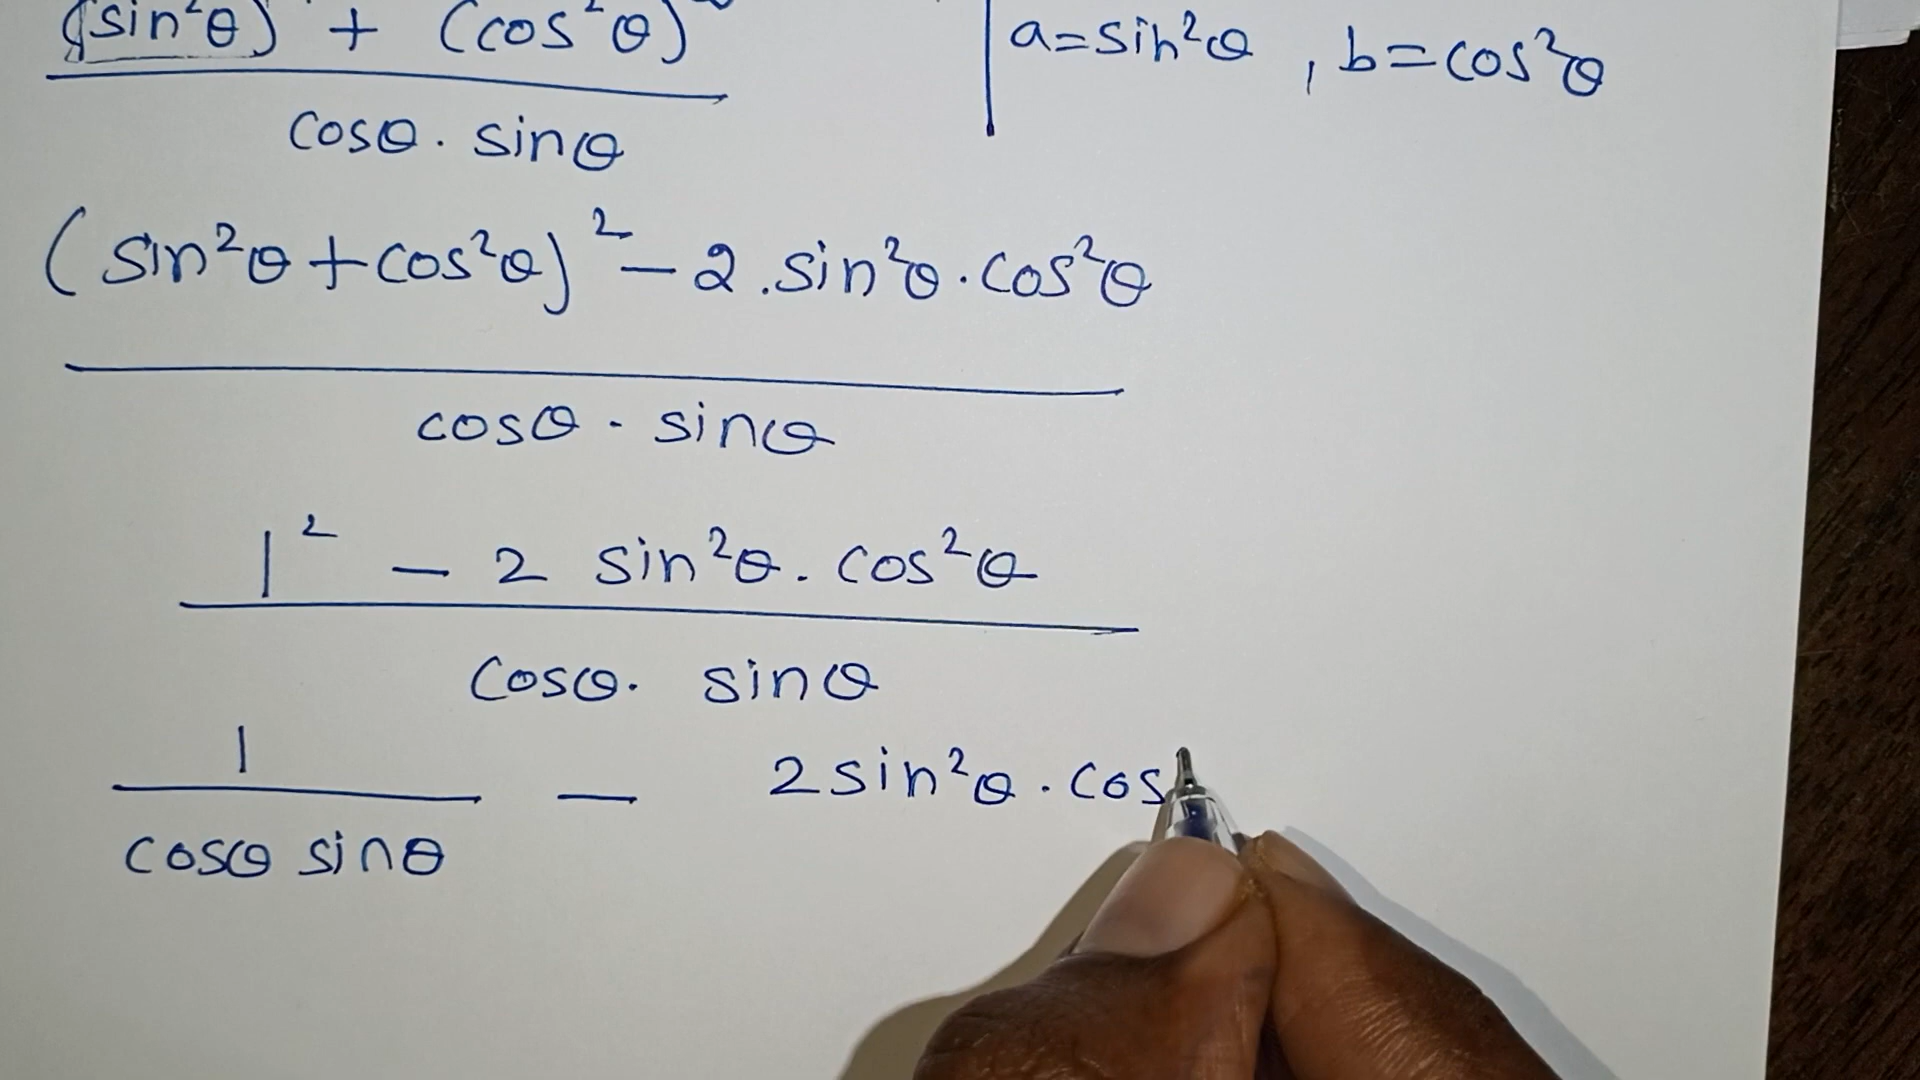 (sin²θ)² + (cos²θ)²
a=sin²θ , b=cos²θ
cosθ . sinθ
(sin²θ+cos²θ)² - 2 . sin²θ . cos²θ
cosθ . sinθ
1² - 2 sin²θ . cos²θ
cosθ . sinθ
1 - 2sin²θ . cos
cosθ sinθ